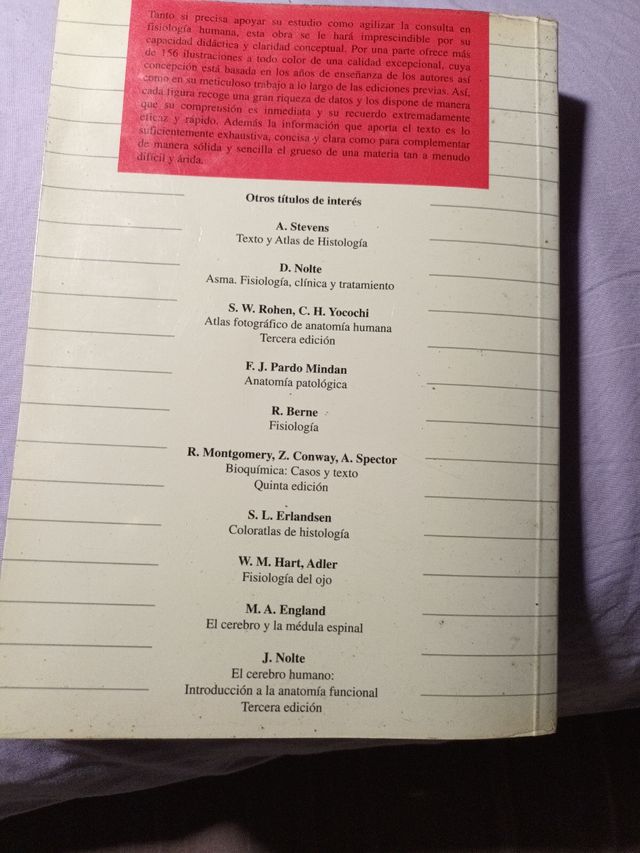 Tanto si precisa apoyar su estudio como agilizar la consulta en
fisiología humana, esta obra se le hará imprescindible por su
capacidad didáctica y claridad conceptual. Por una parte ofrece más
de 156 ilustraciones a todo color de una calidad excepcional, cuya
concepción está basada en los años de enseñanza de los autores así
como en su meticuloso trabajo a lo largo de las ediciones previas. Así,
cada figura recoge una gran riqueza de datos y los dispone de manera
que su comprensión es inmediata y su recuerdo extremadamente
eficaz y rápido. Además la información que aporta el texto es lo
suficientemente exhaustiva, concisa y clara como para complementar
de manera sólida y sencilla el grueso de una materia tan a menudo
difícil y árida.
Otros títulos de interés
A. Stevens
Texto y Atlas de Histología
D. Nolte
Asma. Fisiología, clínica y tratamiento
S. W. Rohen, C. H. Yocochi
Atlas fotográfico de anatomía humana
Tercera edición
F. J. Pardo Mindan
Anatomía patológica
R. Berne
Fisiología
R. Montgomery, Z. Conway, A. Spector
Bioquímica: Casos y texto
Quinta edición
S. L. Erlandsen
Coloratlas de histología
W. M. Hart, Adler
Fisiología del ojo
M. A. England
El cerebro y la médula espinal
J. Nolte
El cerebro humano:
Introducción a la anatomía funcional
Tercera edición